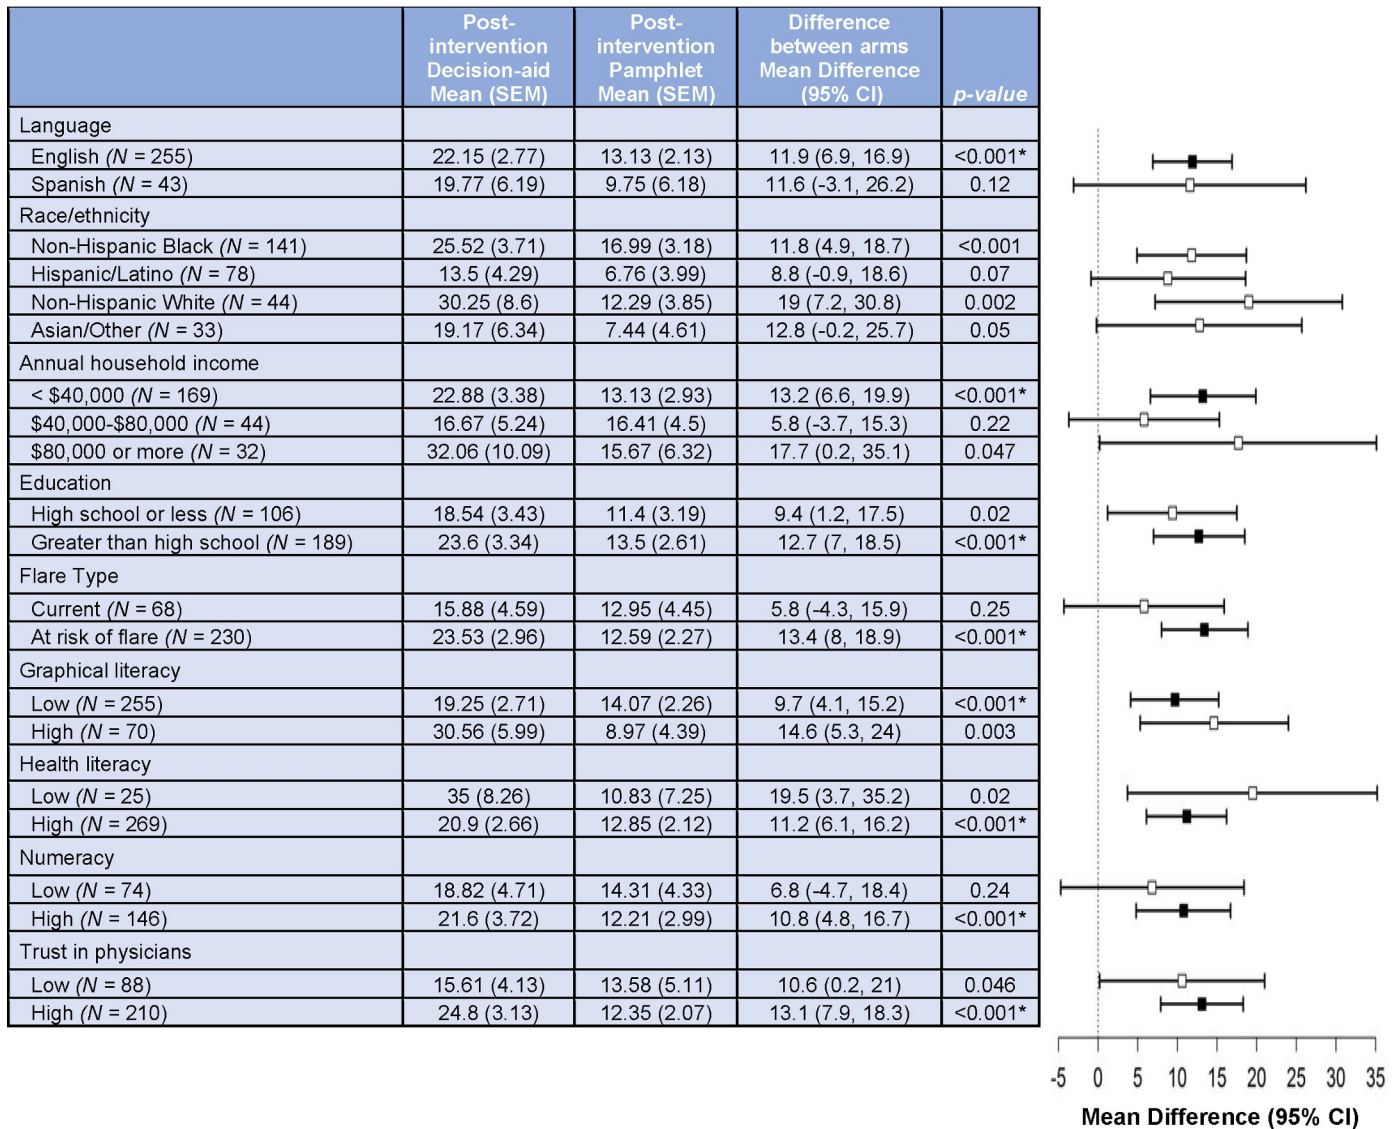 Post-intervention Decision-aid Mean (SEM) Post-intervention Pamphlet Mean (SEM) Difference between arms Mean Difference (95% CI) p-value
Language
English (N = 255) 22.15 (2.77) 13.13 (2.13) 11.9 (6.9, 16.9) <0.001*
Spanish (N = 43) 19.77 (6.19) 9.75 (6.18) 11.6 (-3.1, 26.2) 0.12
Race/ethnicity
Non-Hispanic Black (N = 141) 25.52 (3.71) 16.99 (3.18) 11.8 (4.9, 18.7) <0.001
Hispanic/Latino (N = 78) 13.5 (4.29) 6.76 (3.99) 8.8 (-0.9, 18.6) 0.07
Non-Hispanic White (N = 44) 30.25 (8.6) 12.29 (3.85) 19 (7.2, 30.8) 0.002
Asian/Other (N = 33) 19.17 (6.34) 7.44 (4.61) 12.8 (-0.2, 25.7) 0.05
Annual household income
< $40,000 (N = 169) 22.88 (3.38) 13.13 (2.93) 13.2 (6.6, 19.9) <0.001*
$40,000-$80,000 (N = 44) 16.67 (5.24) 16.41 (4.5) 5.8 (-3.7, 15.3) 0.22
$80,000 or more (N = 32) 32.06 (10.09) 15.67 (6.32) 17.7 (0.2, 35.1) 0.047
Education
High school or less (N = 106) 18.54 (3.43) 11.4 (3.19) 9.4 (1.2, 17.5) 0.02
Greater than high school (N = 189) 23.6 (3.34) 13.5 (2.61) 12.7 (7, 18.5) <0.001*
Flare Type
Current (N = 68) 15.88 (4.59) 12.95 (4.45) 5.8 (-4.3, 15.9) 0.25
At risk of flare (N = 230) 23.53 (2.96) 12.59 (2.27) 13.4 (8, 18.9) <0.001*
Graphical literacy
Low (N = 255) 19.25 (2.71) 14.07 (2.26) 9.7 (4.1, 15.2) <0.001*
High (N = 70) 30.56 (5.99) 8.97 (4.39) 14.6 (5.3, 24) 0.003
Health literacy
Low (N = 25) 35 (8.26) 10.83 (7.25) 19.5 (3.7, 35.2) 0.02
High (N = 269) 20.9 (2.66) 12.85 (2.12) 11.2 (6.1, 16.2) <0.001*
Numeracy
Low (N = 74) 18.82 (4.71) 14.31 (4.33) 6.8 (-4.7, 18.4) 0.24
High (N = 146) 21.6 (3.72) 12.21 (2.99) 10.8 (4.8, 16.7) <0.001*
Trust in physicians
Low (N = 88) 15.61 (4.13) 13.58 (5.11) 10.6 (0.2, 21) 0.046
High (N = 210) 24.8 (3.13) 12.35 (2.07) 13.1 (7.9, 18.3) <0.001*
-5 0 5 10 15 20 25 30 35
Mean Difference (95% CI)